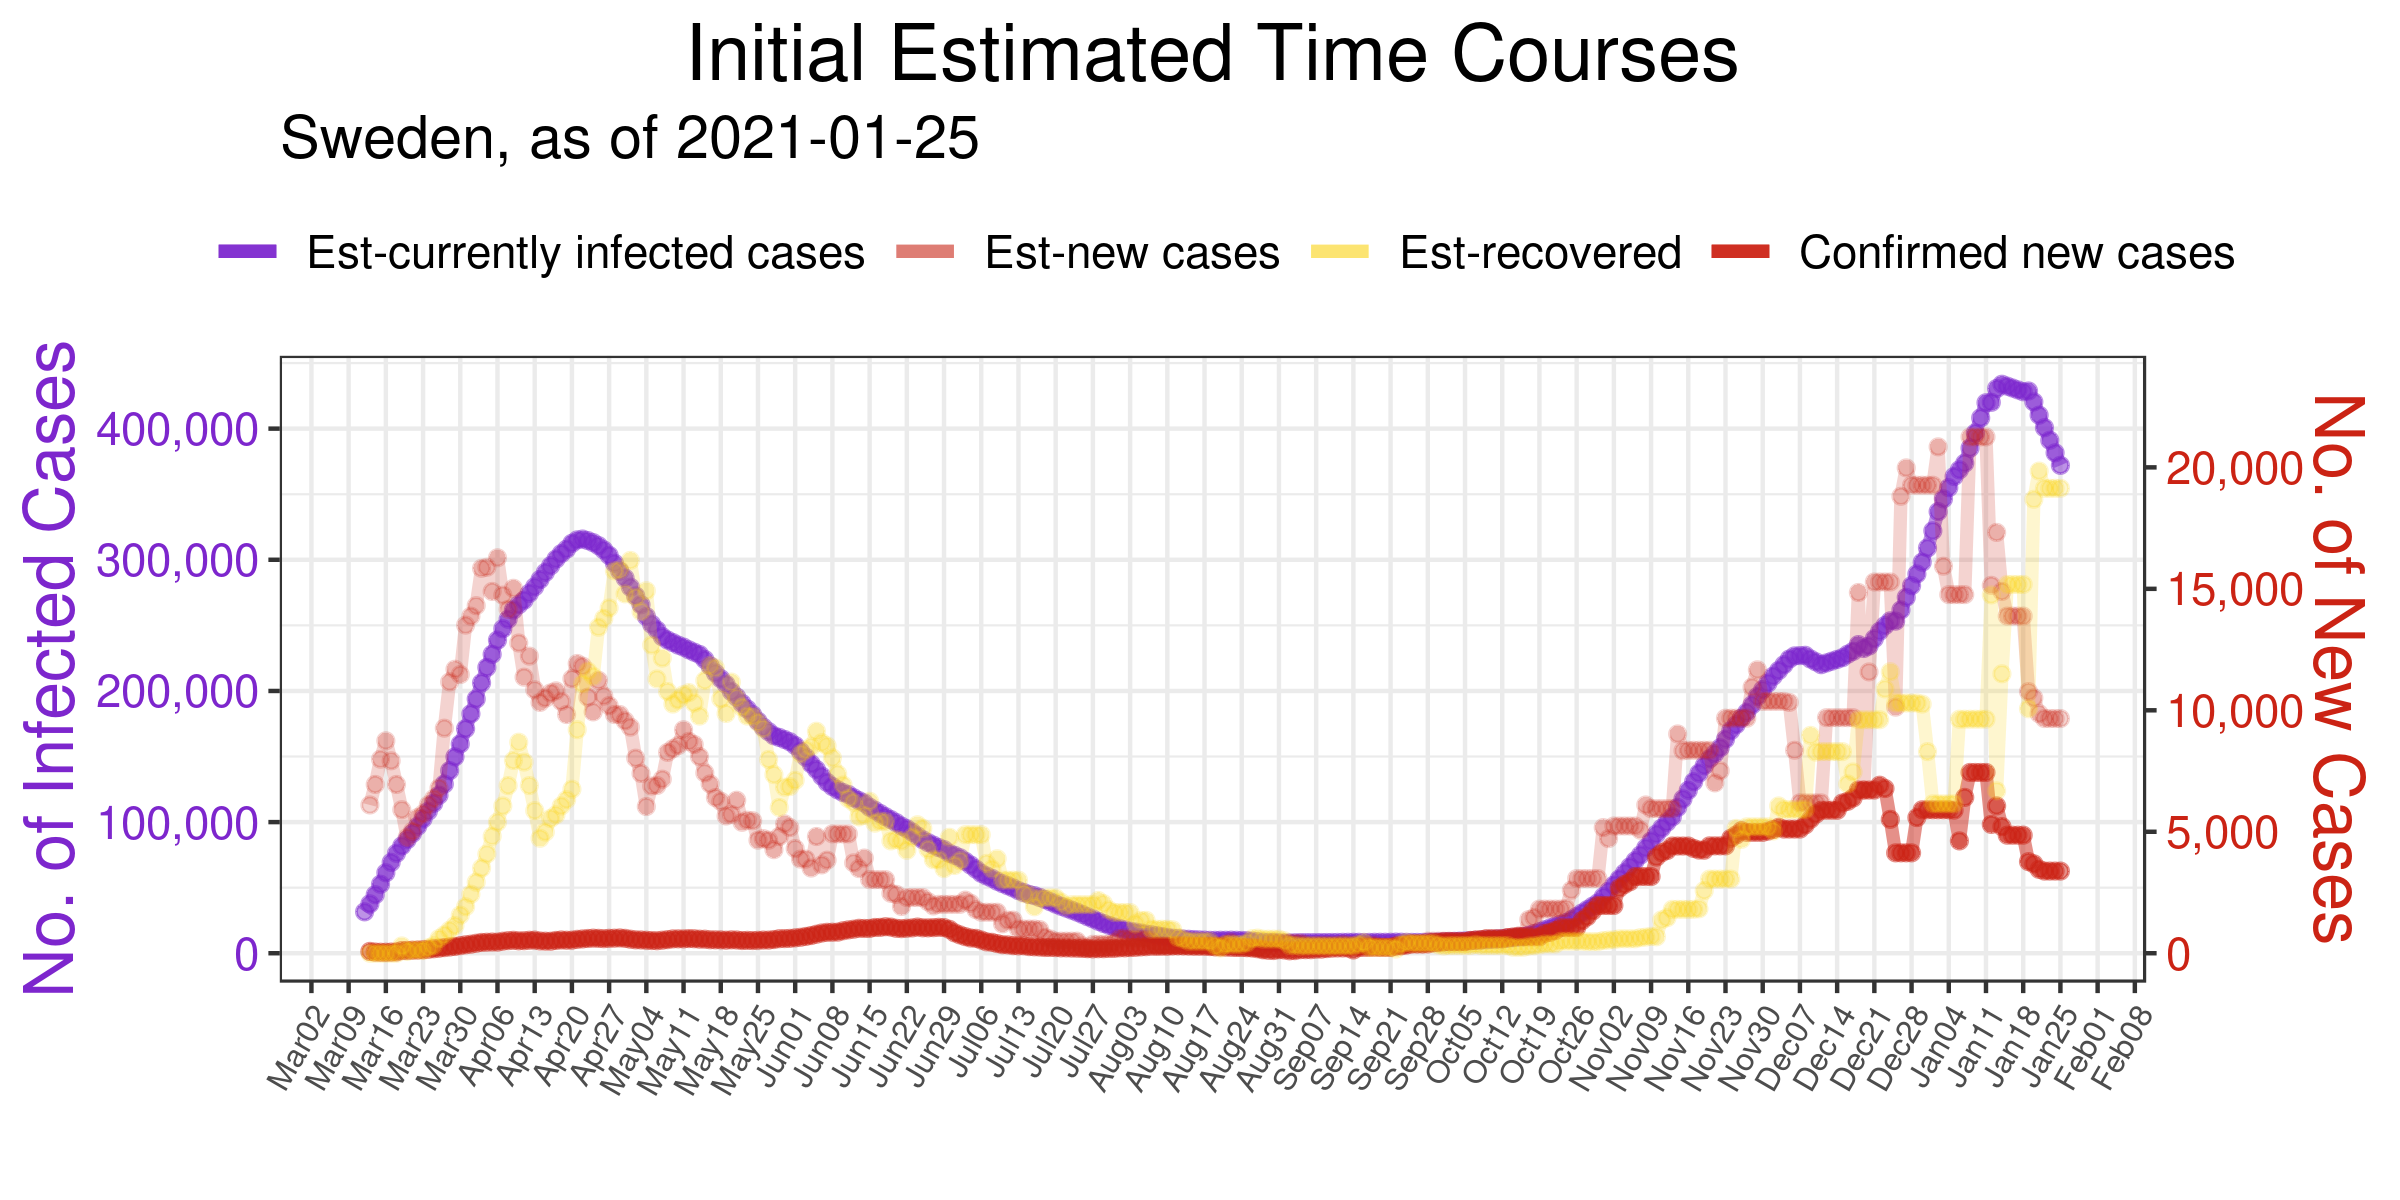 Initial Estimated Time Courses
Sweden, as of 2021-01-25
Est-currently infected cases
Est-new cases
Est-recovered
Confirmed new cases
No. of Infected Cases
400,000
300,000
200,000
100,000
0
No. of New Cases
20,000
15,000
10,000
5,000
0
Mar02
Mar09
Mar16
Mar23
Mar30
Apr06
Apr13
Apr20
Apr27
May04
May11
May18
May25
Jun01
Jun08
Jun15
Jun22
Jun29
Jul06
Jul13
Jul20
Jul27
Aug03
Aug10
Aug17
Aug24
Aug31
Sep07
Sep14
Sep21
Sep28
Oct05
Oct12
Oct19
Oct26
Nov02
Nov09
Nov16
Nov23
Nov30
Dec07
Dec14
Dec21
Dec28
Jan04
Jan11
Jan18
Jan25
Feb01
Feb08